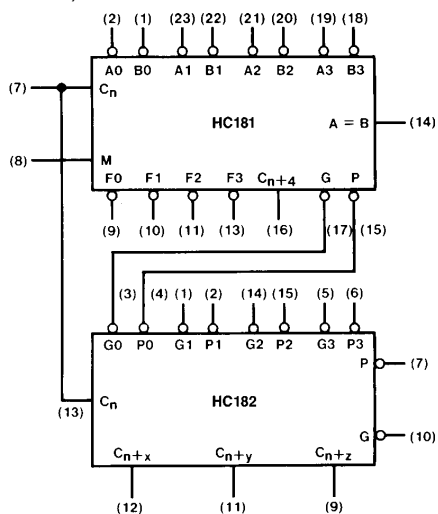 (2) (1) (23) (22) (21) (20) (19) (18)
A0 B0 A1 B1 A2 B2 A3 B3
(7) Cn
HC181 A = B (14)
(8) M
F0 F1 F2 F3 Cn+4 G P
(9) (10) (11) (13) (16) (17) (15)
(3) (4) (1) (2) (14) (15) (5) (6)
G0 P0 G1 P1 G2 P2 G3 P3
P (7)
(13) Cn HC182
G (10)
Cn+x Cn+y Cn+z
(12) (11) (9)